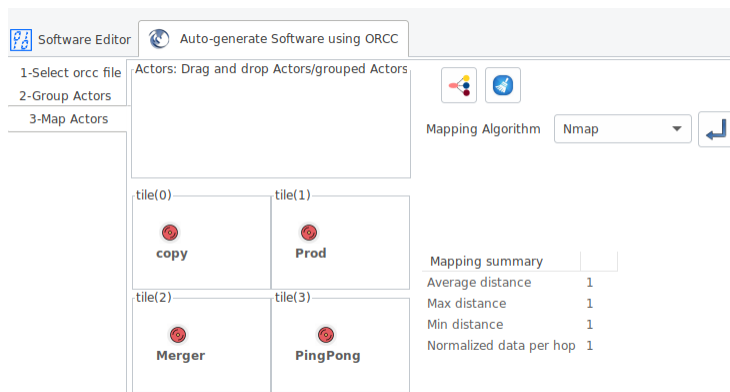 Software Editor
Auto-generate Software using ORCC
1-Select orcc file
2-Group Actors
3-Map Actors
Actors: Drag and drop Actors/grouped Actors
Mapping Algorithm
Nmap
tile(0)
tile(1)
copy
Prod
tile(2)
tile(3)
Merger
PingPong
Mapping summary
Average distance 1
Max distance 1
Min distance 1
Normalized data per hop 1